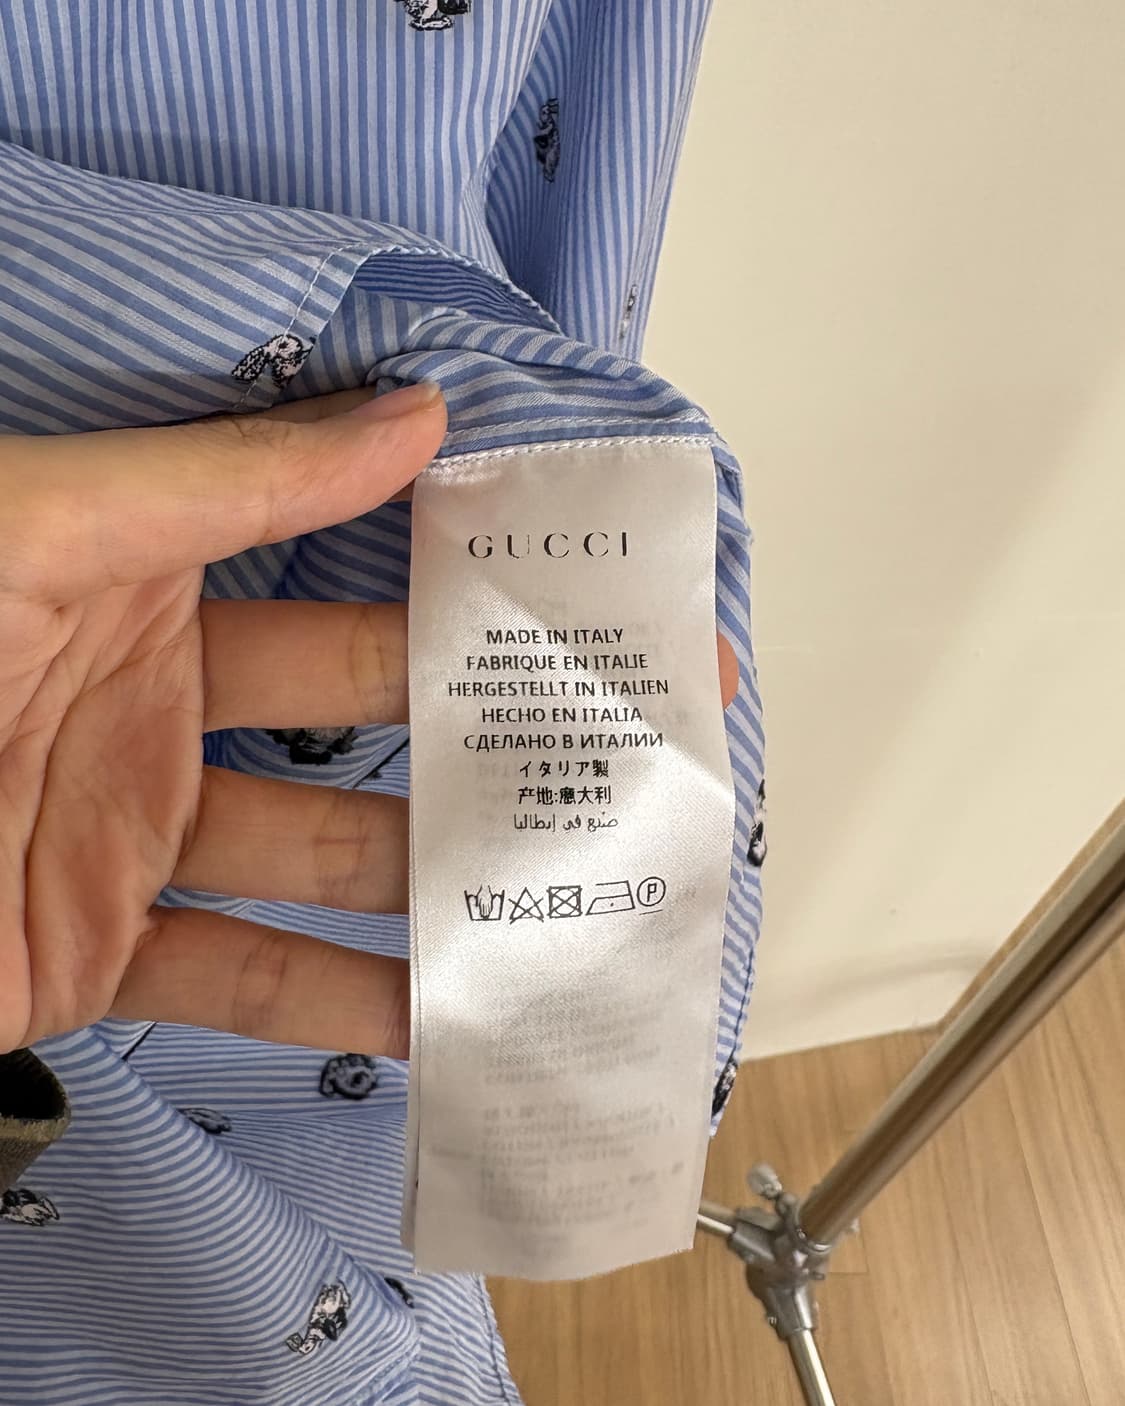 GUCCI
MADE IN ITALY
FABRIQUE EN ITALIE
HERGESTELLT IN ITALIEN
HECHO EN ITALIA
СДЕЛАНО В ИТАЛИИ
イタリア製
产地:意大利
صنع في إيطاليا
P